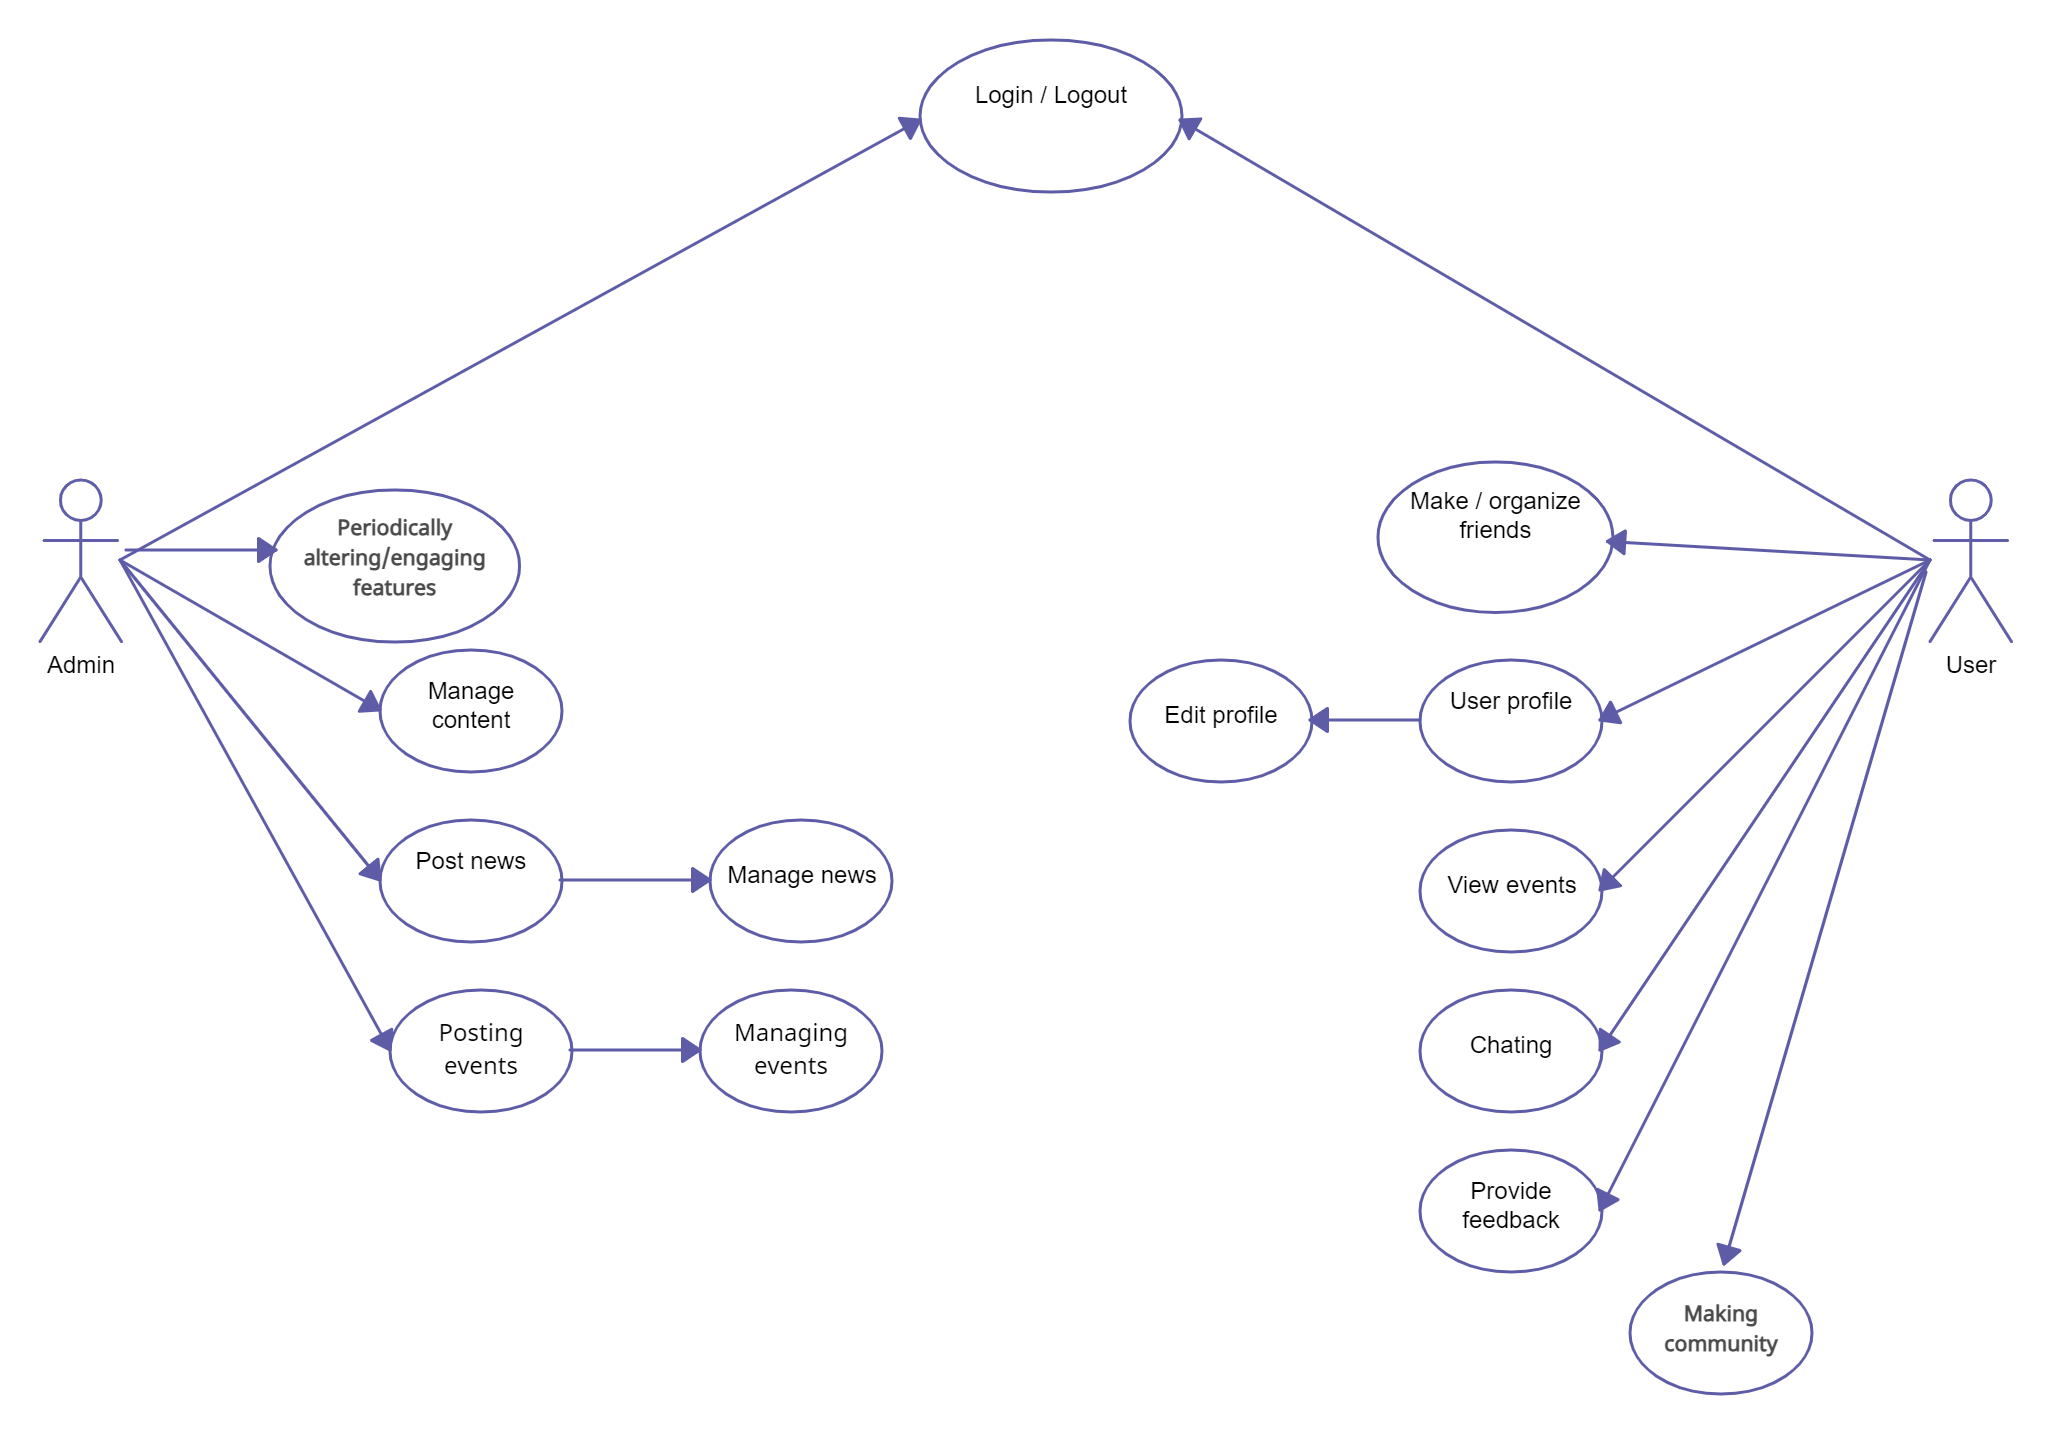 Login / Logout
Periodically
altering/engaging
features
Admin
Manage
content
Post news
Manage news
Posting
events
Managing
events
Make / organize
friends
User
Edit profile
User profile
View events
Chating
Provide
feedback
Making
community